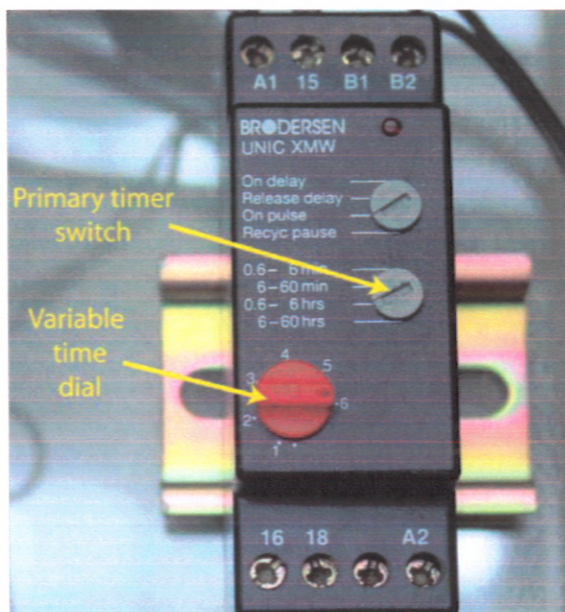 A1 15 B1 B2
BRODERSEN
UNIC XMW
Primary timer
switch
On delay
Release delay
On pulse
Recyc pause
0.6 – 6 min
6 – 60 min
0.6 – 6 hrs
6 – 60 hrs
Variable
time
dial
4
5
3
6
2
1
16 18 A2